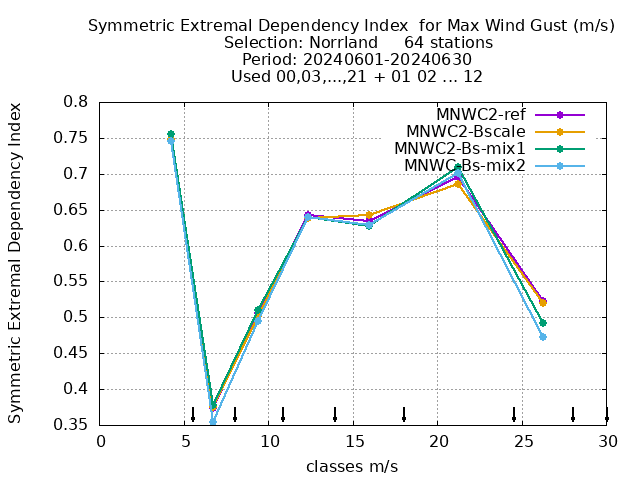 Symmetric Extremal Dependency Index  for Max Wind Gust (m/s)
Selection: Norrland     64 stations
Period: 20240601-20240630
Used 00,03,...,21 + 01 02 ... 12
Symmetric Extremal Dependency Index
0.8
0.75
0.7
0.65
0.6
0.55
0.5
0.45
0.4
0.35
MNWC2-ref
MNWC2-Bscale
MNWC2-Bs-mix1
MNWC-Bs-mix2
0 5 10 15 20 25 30
classes m/s